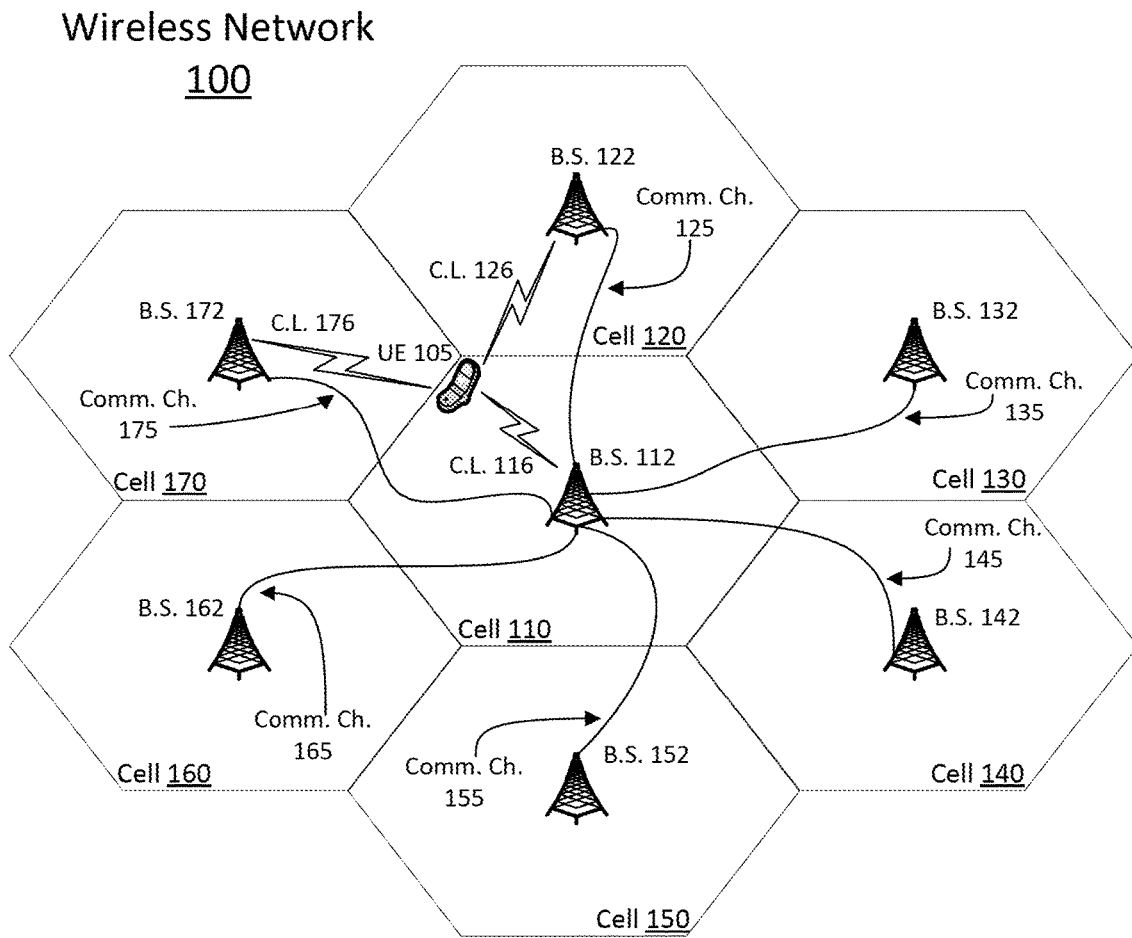 Wireless Network
100
B.S. 122
Comm. Ch.
125
C.L. 126
B.S. 172
C.L. 176
UE 105
Cell 120
B.S. 132
Comm. Ch.
175
Comm. Ch.
135
C.L. 116
B.S. 112
Cell 170
Cell 130
Comm. Ch.
145
B.S. 162
Cell 110
B.S. 142
Comm. Ch.
165
Comm. Ch.
155
B.S. 152
Cell 160
Cell 140
Cell 150